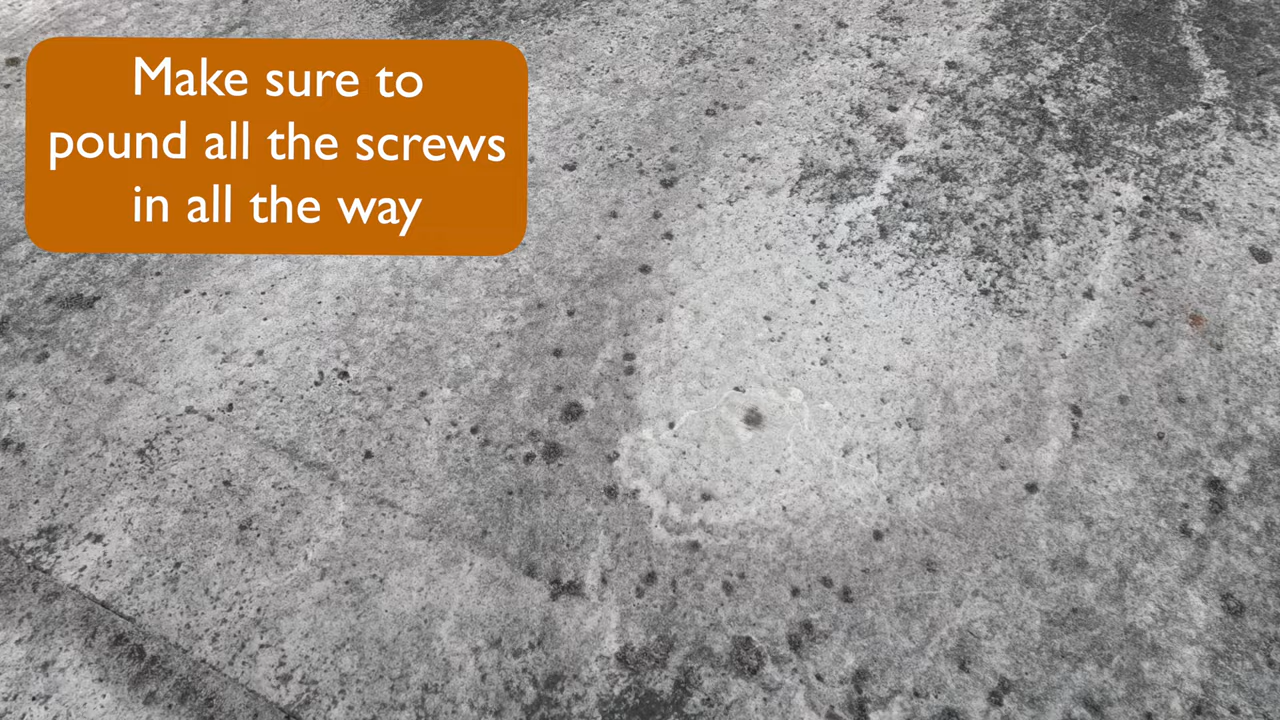 Make sure to
pound all the screws
in all the way